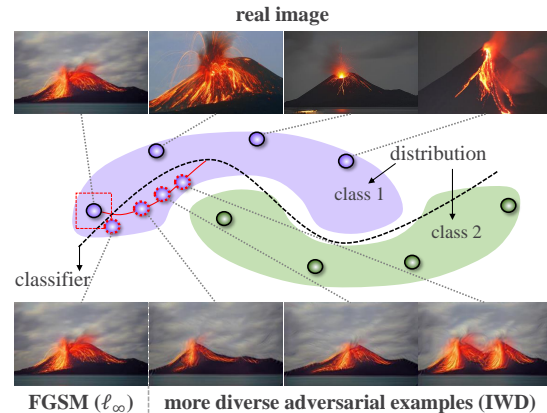 real image
distribution
class 1
class 2
classifier
FGSM (ℓ∞) more diverse adversarial examples (IWD)